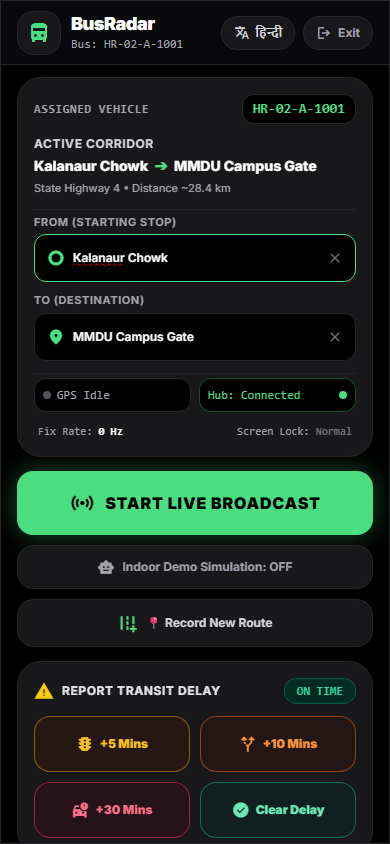 BusRadar
Bus: HR-02-A-1001
हिन्दी
Exit
ASSIGNED VEHICLE
HR-02-A-1001
ACTIVE CORRIDOR
Kalanaur Chowk ➔ MMDU Campus Gate
State Highway 4 • Distance ~28.4 km
FROM (STARTING STOP)
Kalanaur Chowk
TO (DESTINATION)
MMDU Campus Gate
GPS Idle
Hub: Connected
Fix Rate: 0 Hz
Screen Lock: Normal
START LIVE BROADCAST
Indoor Demo Simulation: OFF
📍 Record New Route
REPORT TRANSIT DELAY
ON TIME
+5 Mins
+10 Mins
+30 Mins
Clear Delay